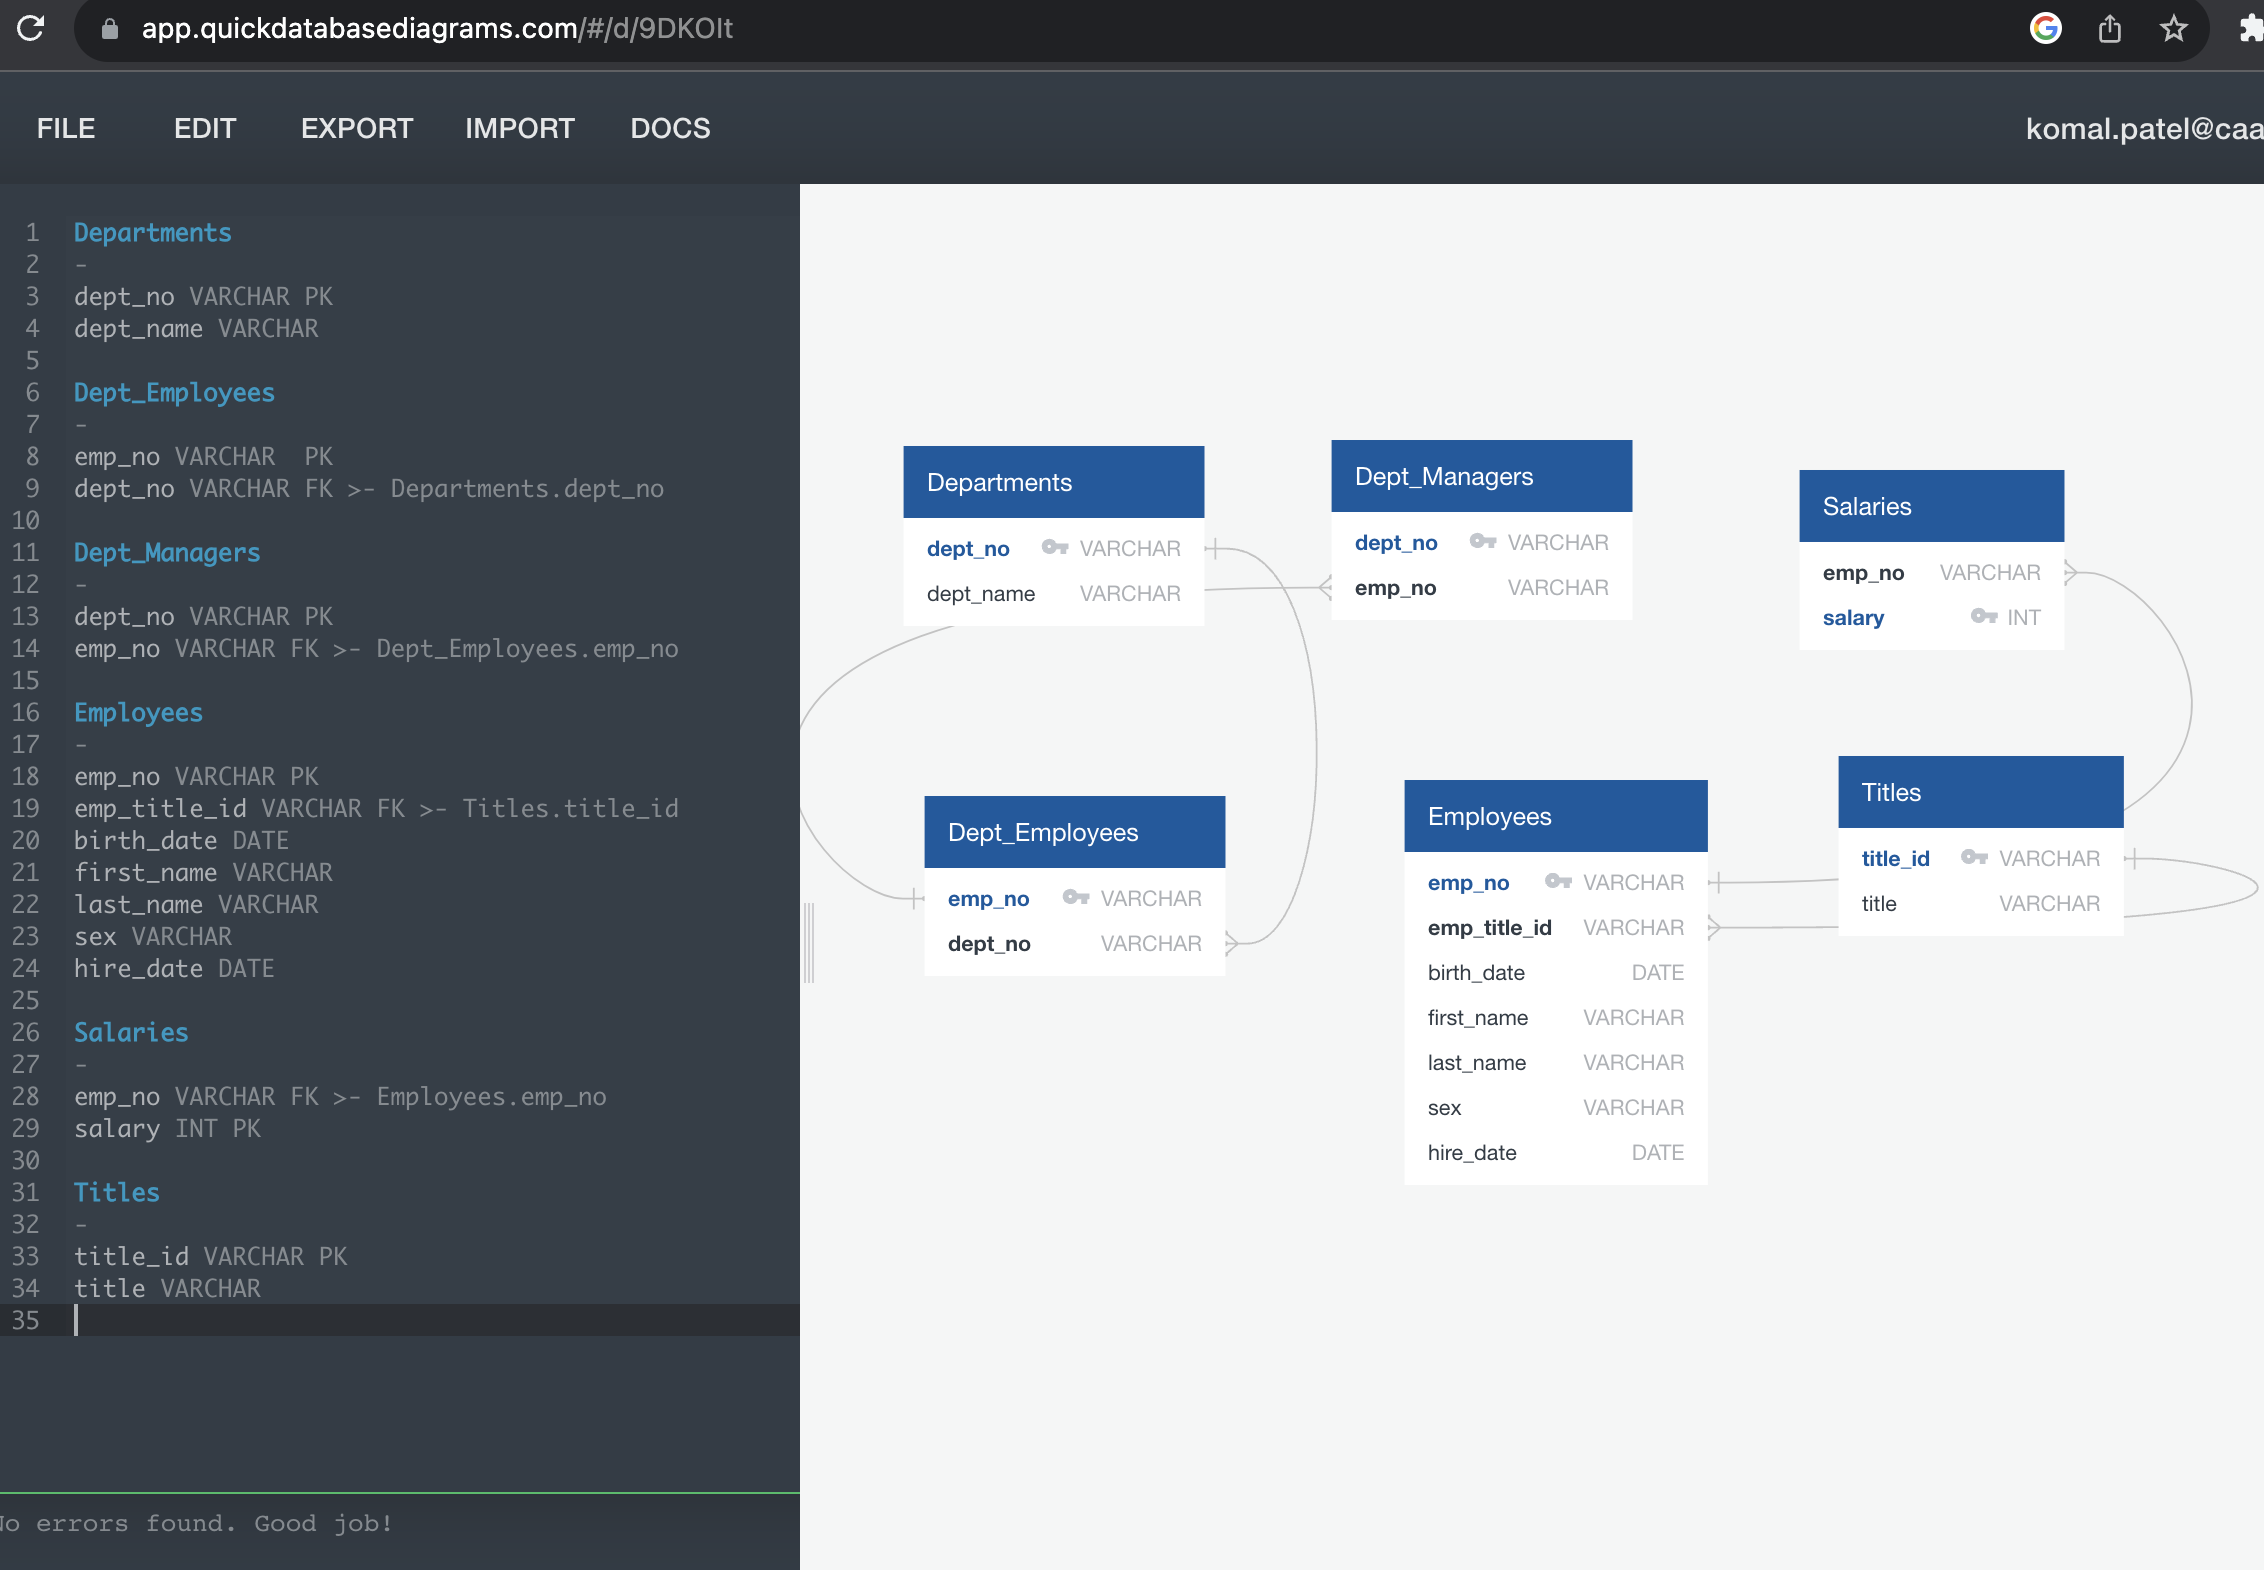 app.quickdatabasediagrams.com/#/d/9DKOIt
FILE EDIT EXPORT IMPORT DOCS
komal.patel@caa
1 Departments
2 -
3 dept_no VARCHAR PK
4 dept_name VARCHAR
5
6 Dept_Employees
7 -
8 emp_no VARCHAR  PK
9 dept_no VARCHAR FK >- Departments.dept_no
10
11 Dept_Managers
12 -
13 dept_no VARCHAR PK
14 emp_no VARCHAR FK >- Dept_Employees.emp_no
15
16 Employees
17 -
18 emp_no VARCHAR PK
19 emp_title_id VARCHAR FK >- Titles.title_id
20 birth_date DATE
21 first_name VARCHAR
22 last_name VARCHAR
23 sex VARCHAR
24 hire_date DATE
25
26 Salaries
27 -
28 emp_no VARCHAR FK >- Employees.emp_no
29 salary INT PK
30
31 Titles
32 -
33 title_id VARCHAR PK
34 title VARCHAR
35
No errors found. Good job!
Departments
dept_no VARCHAR
dept_name VARCHAR
Dept_Managers
dept_no VARCHAR
emp_no VARCHAR
Salaries
emp_no VARCHAR
salary INT
Dept_Employees
emp_no VARCHAR
dept_no VARCHAR
Employees
emp_no VARCHAR
emp_title_id VARCHAR
birth_date DATE
first_name VARCHAR
last_name VARCHAR
sex VARCHAR
hire_date DATE
Titles
title_id VARCHAR
title VARCHAR